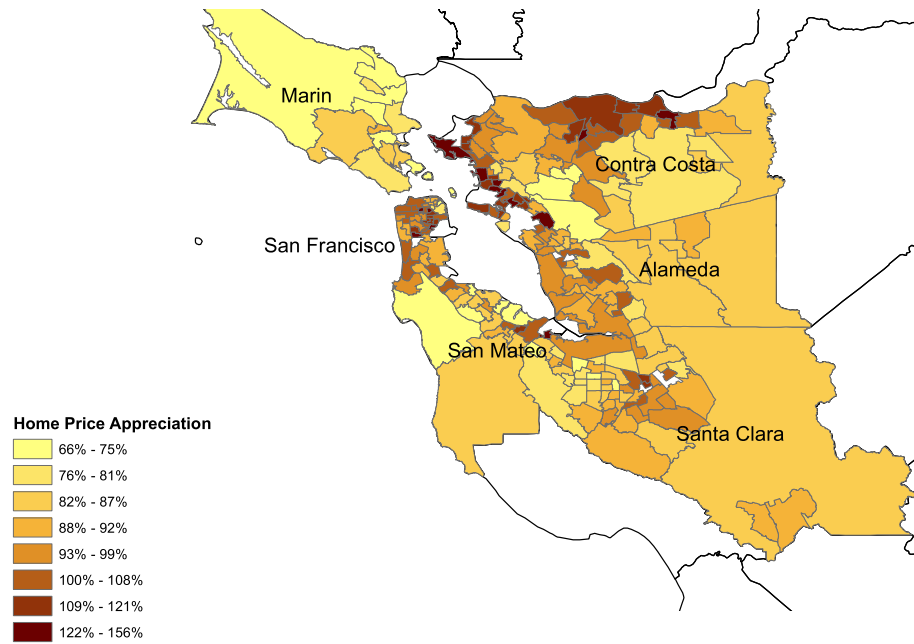 Marin
Contra Costa
San Francisco
Alameda
San Mateo
Santa Clara
Home Price Appreciation
66% - 75%
76% - 81%
82% - 87%
88% - 92%
93% - 99%
100% - 108%
109% - 121%
122% - 156%